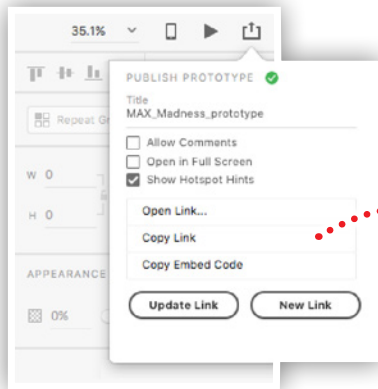 35.1%
PUBLISH PROTOTYPE
Title
MAX_Madness_prototype
Repeat Gr
Allow Comments
Open in Full Screen
Show Hotspot Hints
W 0
H 0
Open Link...
Copy Link
Copy Embed Code
APPEARANCE
0%
Update Link
New Link